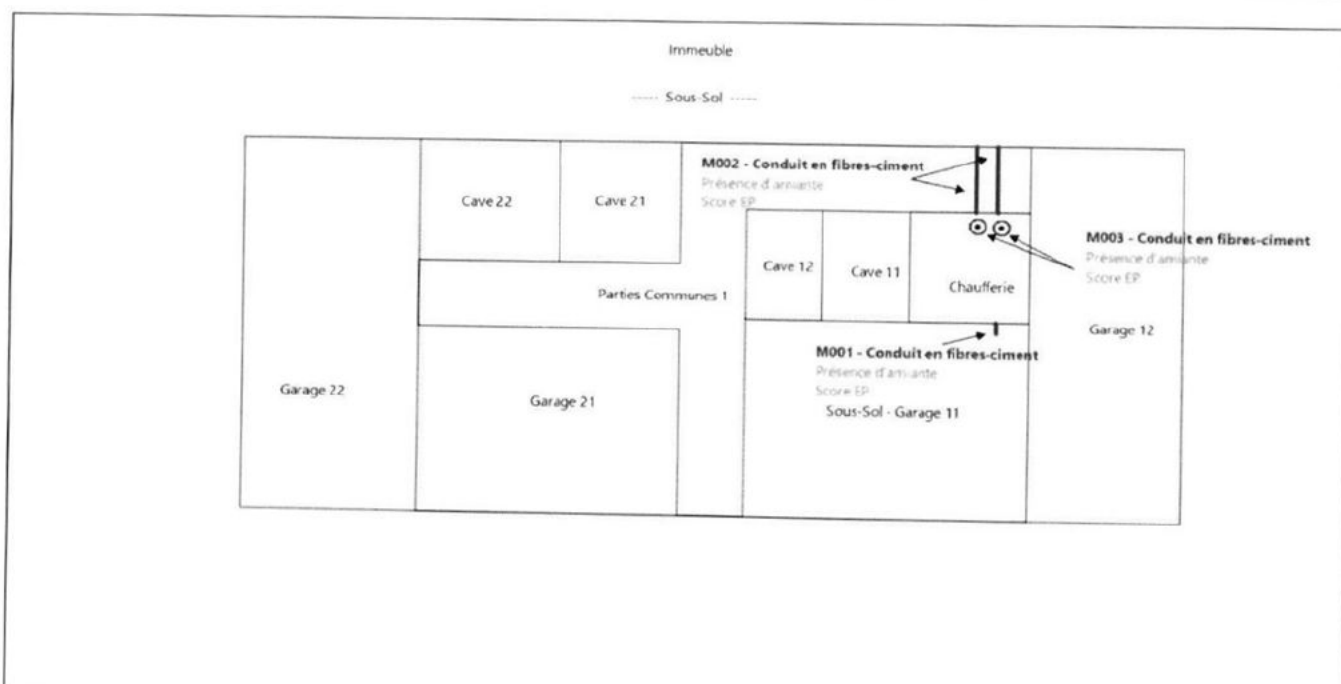 Immeuble
----- Sous-Sol -----
M002 - Conduit en fibres-ciment
Présence d'amiante
Score EP
Cave 22
Cave 21
Cave 12
Cave 11
Chaufferie
M003 - Conduit en fibres-ciment
Présence d'amiante
Score EP
Parties Communes 1
Garage 12
M001 - Conduit en fibres-ciment
Présence d'amiante
Score EP
Sous-Sol - Garage 11
Garage 22
Garage 21